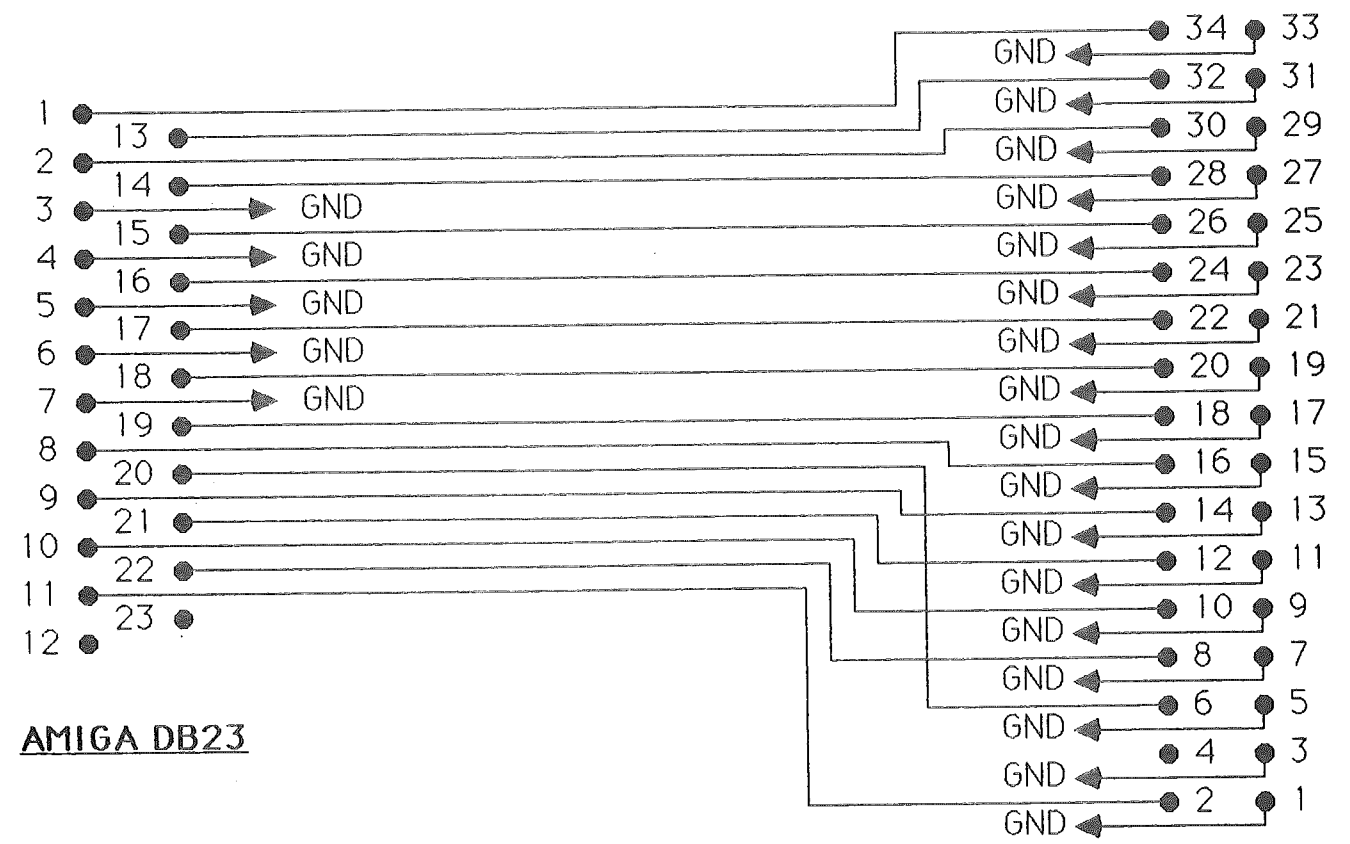 34 33
GND
32 31
GND
1
13
30 29
GND
2
14
28 27
GND
3 GND
15
26 25
GND
4 GND
16
24 23
GND
5 GND
17
22 21
GND
6 GND
18
20 19
GND
7 GND
19
18 17
GND
8
20
16 15
GND
9
21
14 13
GND
10
22
12 11
GND
11
23
10 9
GND
12
8 7
GND
6 5
GND
AMIGA DB23
4 3
GND
2 1
GND